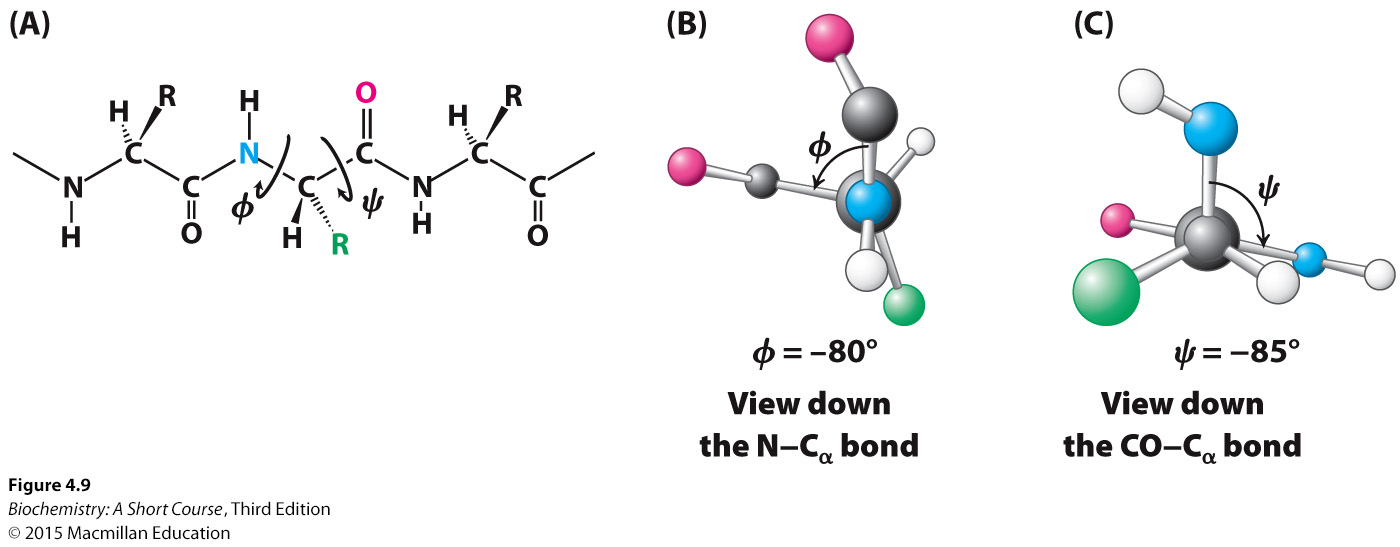 (A)
(B)
(C)
H R H O H R
N C C N C C N C C
H O ϕ H R ψ H O
ϕ
ψ
ϕ = –80°
View down
the N–Cα bond
ψ = –85°
View down
the CO–Cα bond
Figure 4.9
Biochemistry: A Short Course, Third Edition
© 2015 Macmillan Education